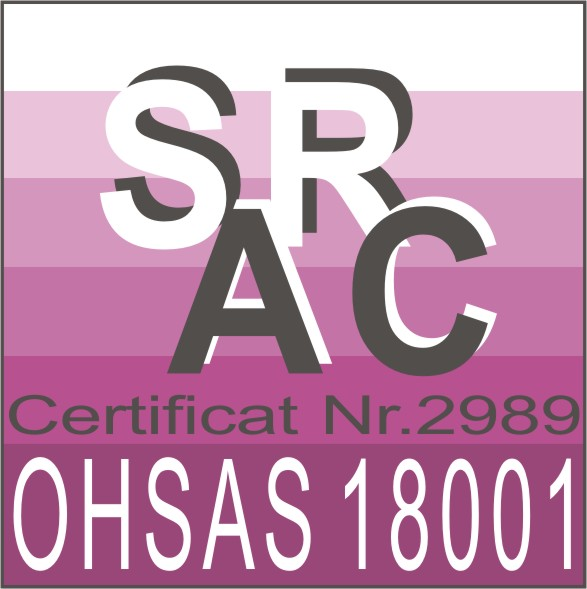 SR
AC
Certificat Nr.2989
OHSAS 18001